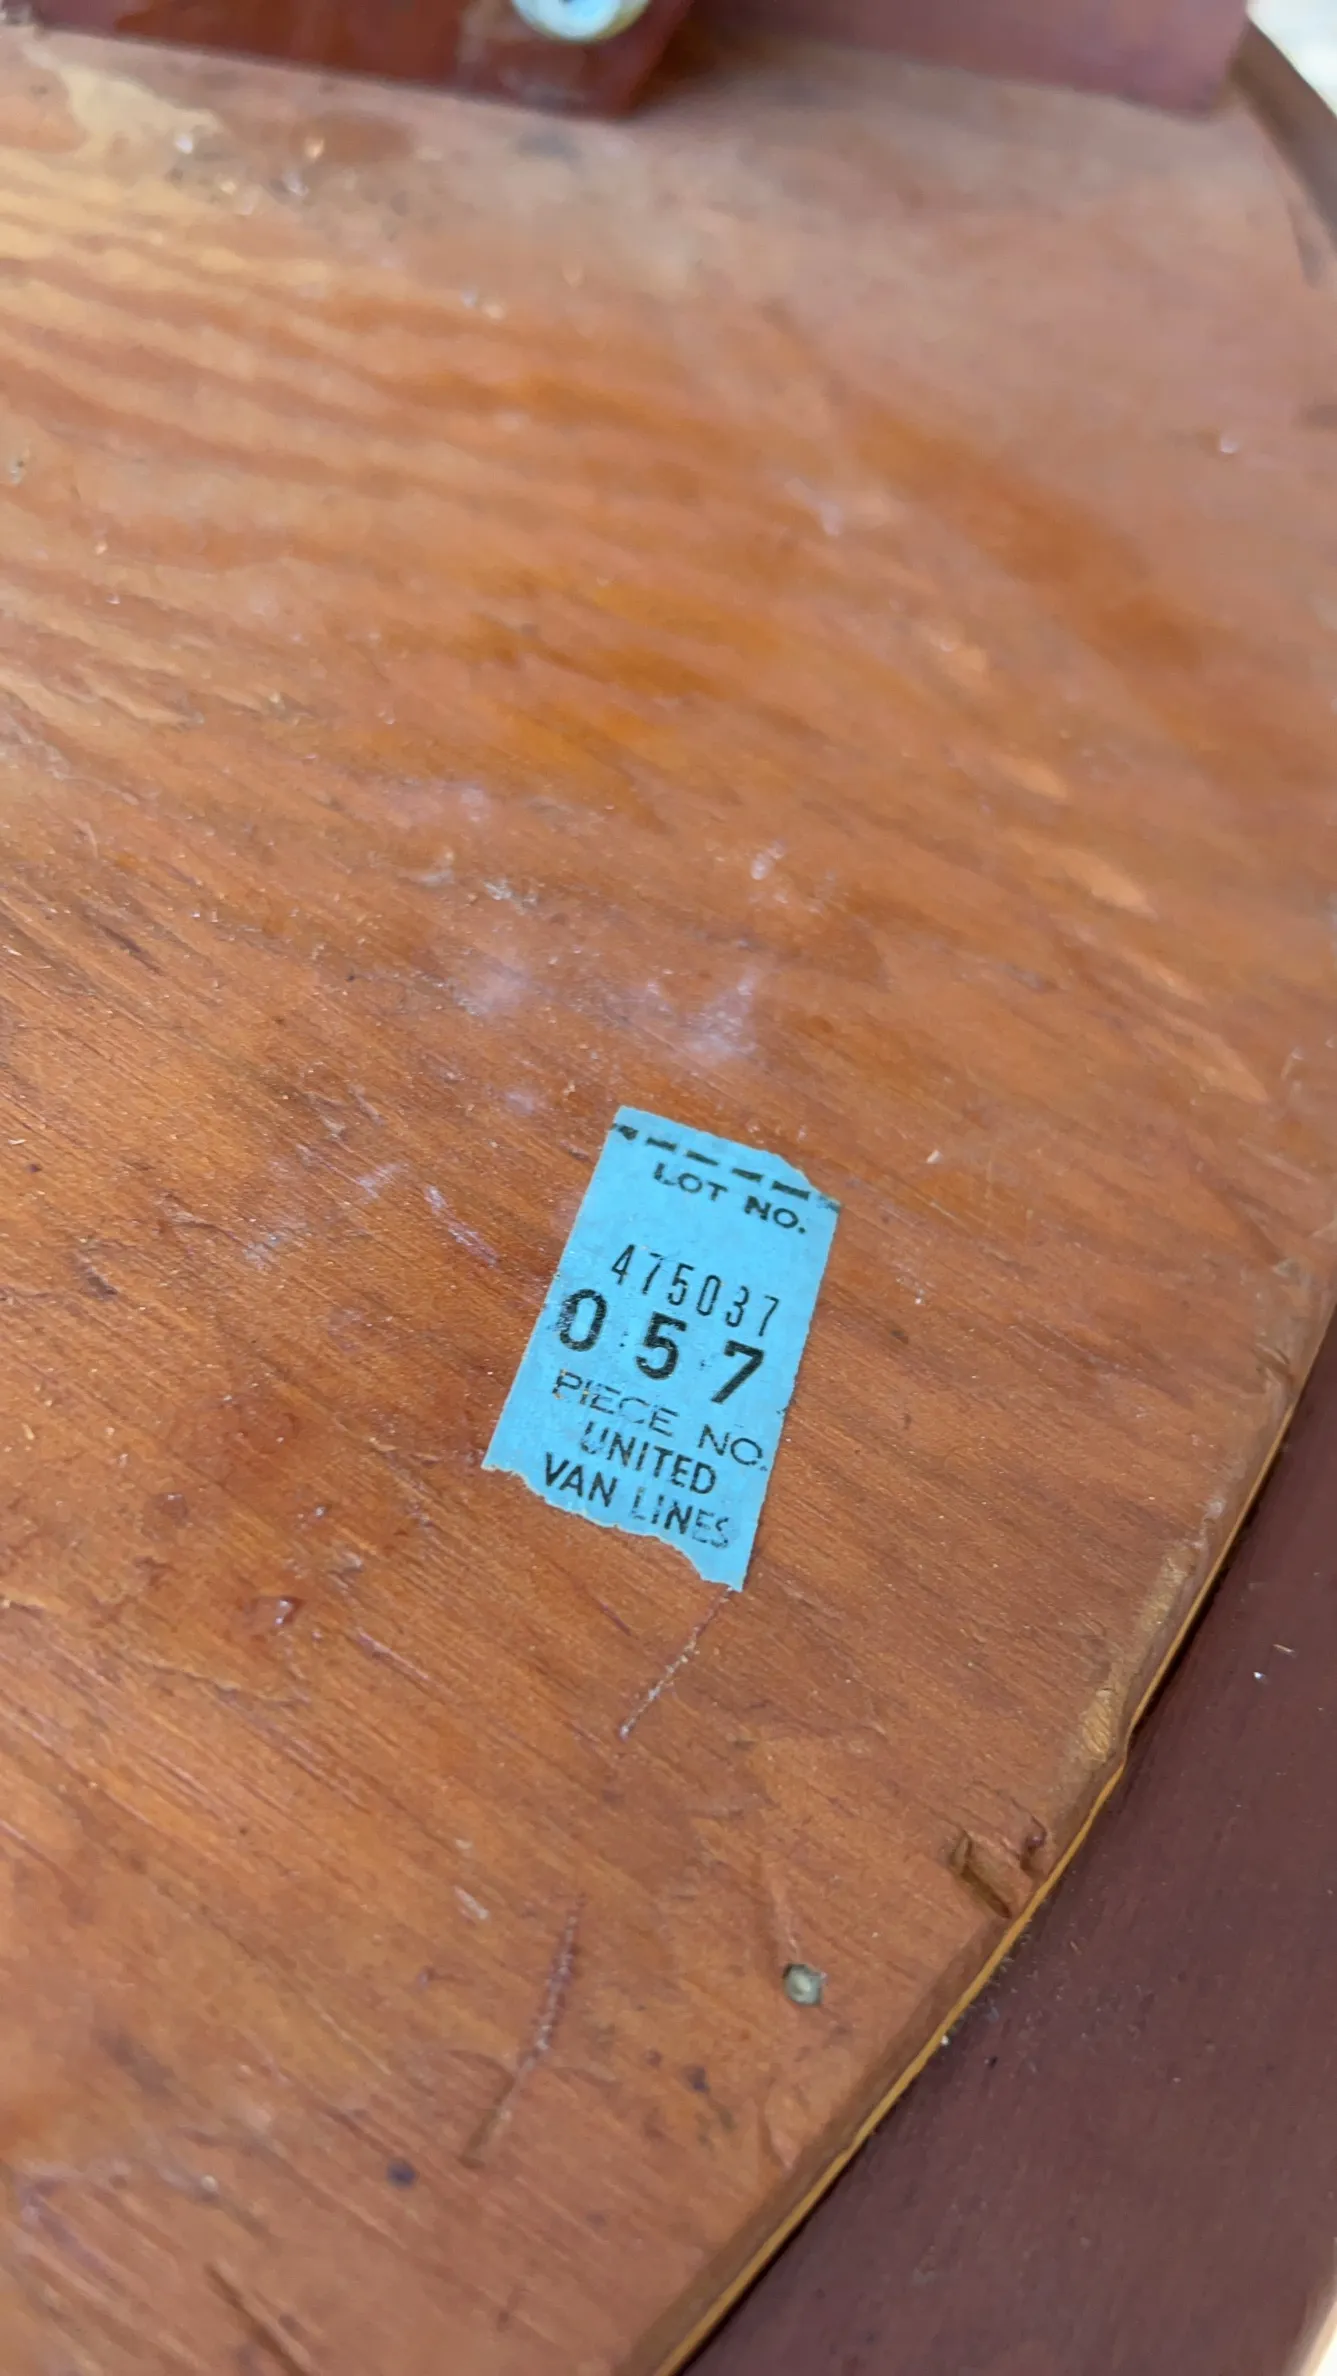 LOT NO.
475037
057
PIECE NO.
UNITED
VAN LINES